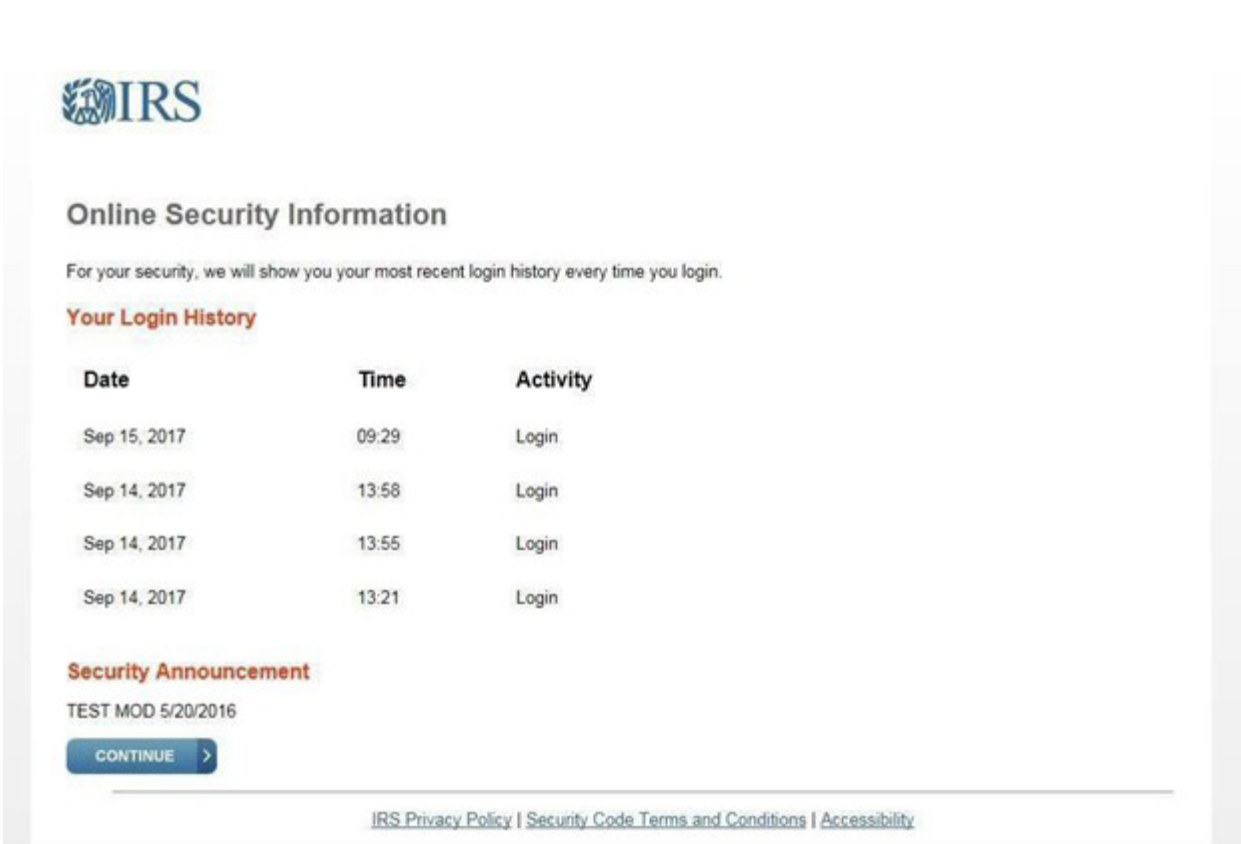 IRS
Online Security Information
For your security, we will show you your most recent login history every time you login.
Your Login History
Date Time Activity
Sep 15, 2017 09:29 Login
Sep 14, 2017 13:58 Login
Sep 14, 2017 13:55 Login
Sep 14, 2017 13:21 Login
Security Announcement
TEST MOD 5/20/2016
CONTINUE >
IRS Privacy Policy | Security Code Terms and Conditions | Accessibility